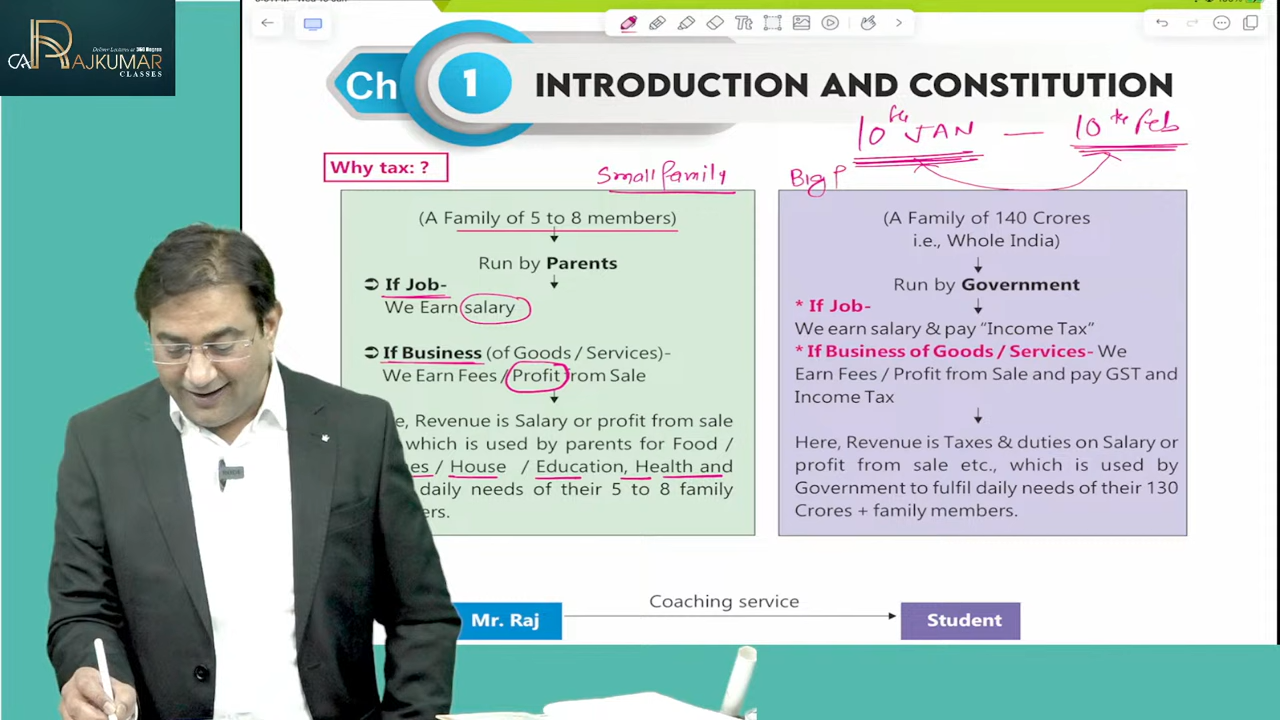 Deliver Lectures at 360 Degree
CA RAJKUMAR
CLASSES
Ch 1 INTRODUCTION AND CONSTITUTION
10th JAN — 10th Feb
Why tax: ?
Small family
(A Family of 5 to 8 members)
Run by Parents
If Job-
We Earn salary
If Business (of Goods / Services)-
We Earn Fees / Profit from Sale
e, Revenue is Salary or profit from sale
which is used by parents for Food /
es / House / Education, Health and
daily needs of their 5 to 8 family
ers.
Big F
(A Family of 140 Crores
i.e., Whole India)
Run by Government
* If Job-
We earn salary & pay “Income Tax”
* If Business of Goods / Services- We
Earn Fees / Profit from Sale and pay GST and
Income Tax
Here, Revenue is Taxes & duties on Salary or
profit from sale etc., which is used by
Government to fulfil daily needs of their 130
Crores + family members.
Mr. Raj
Coaching service
Student